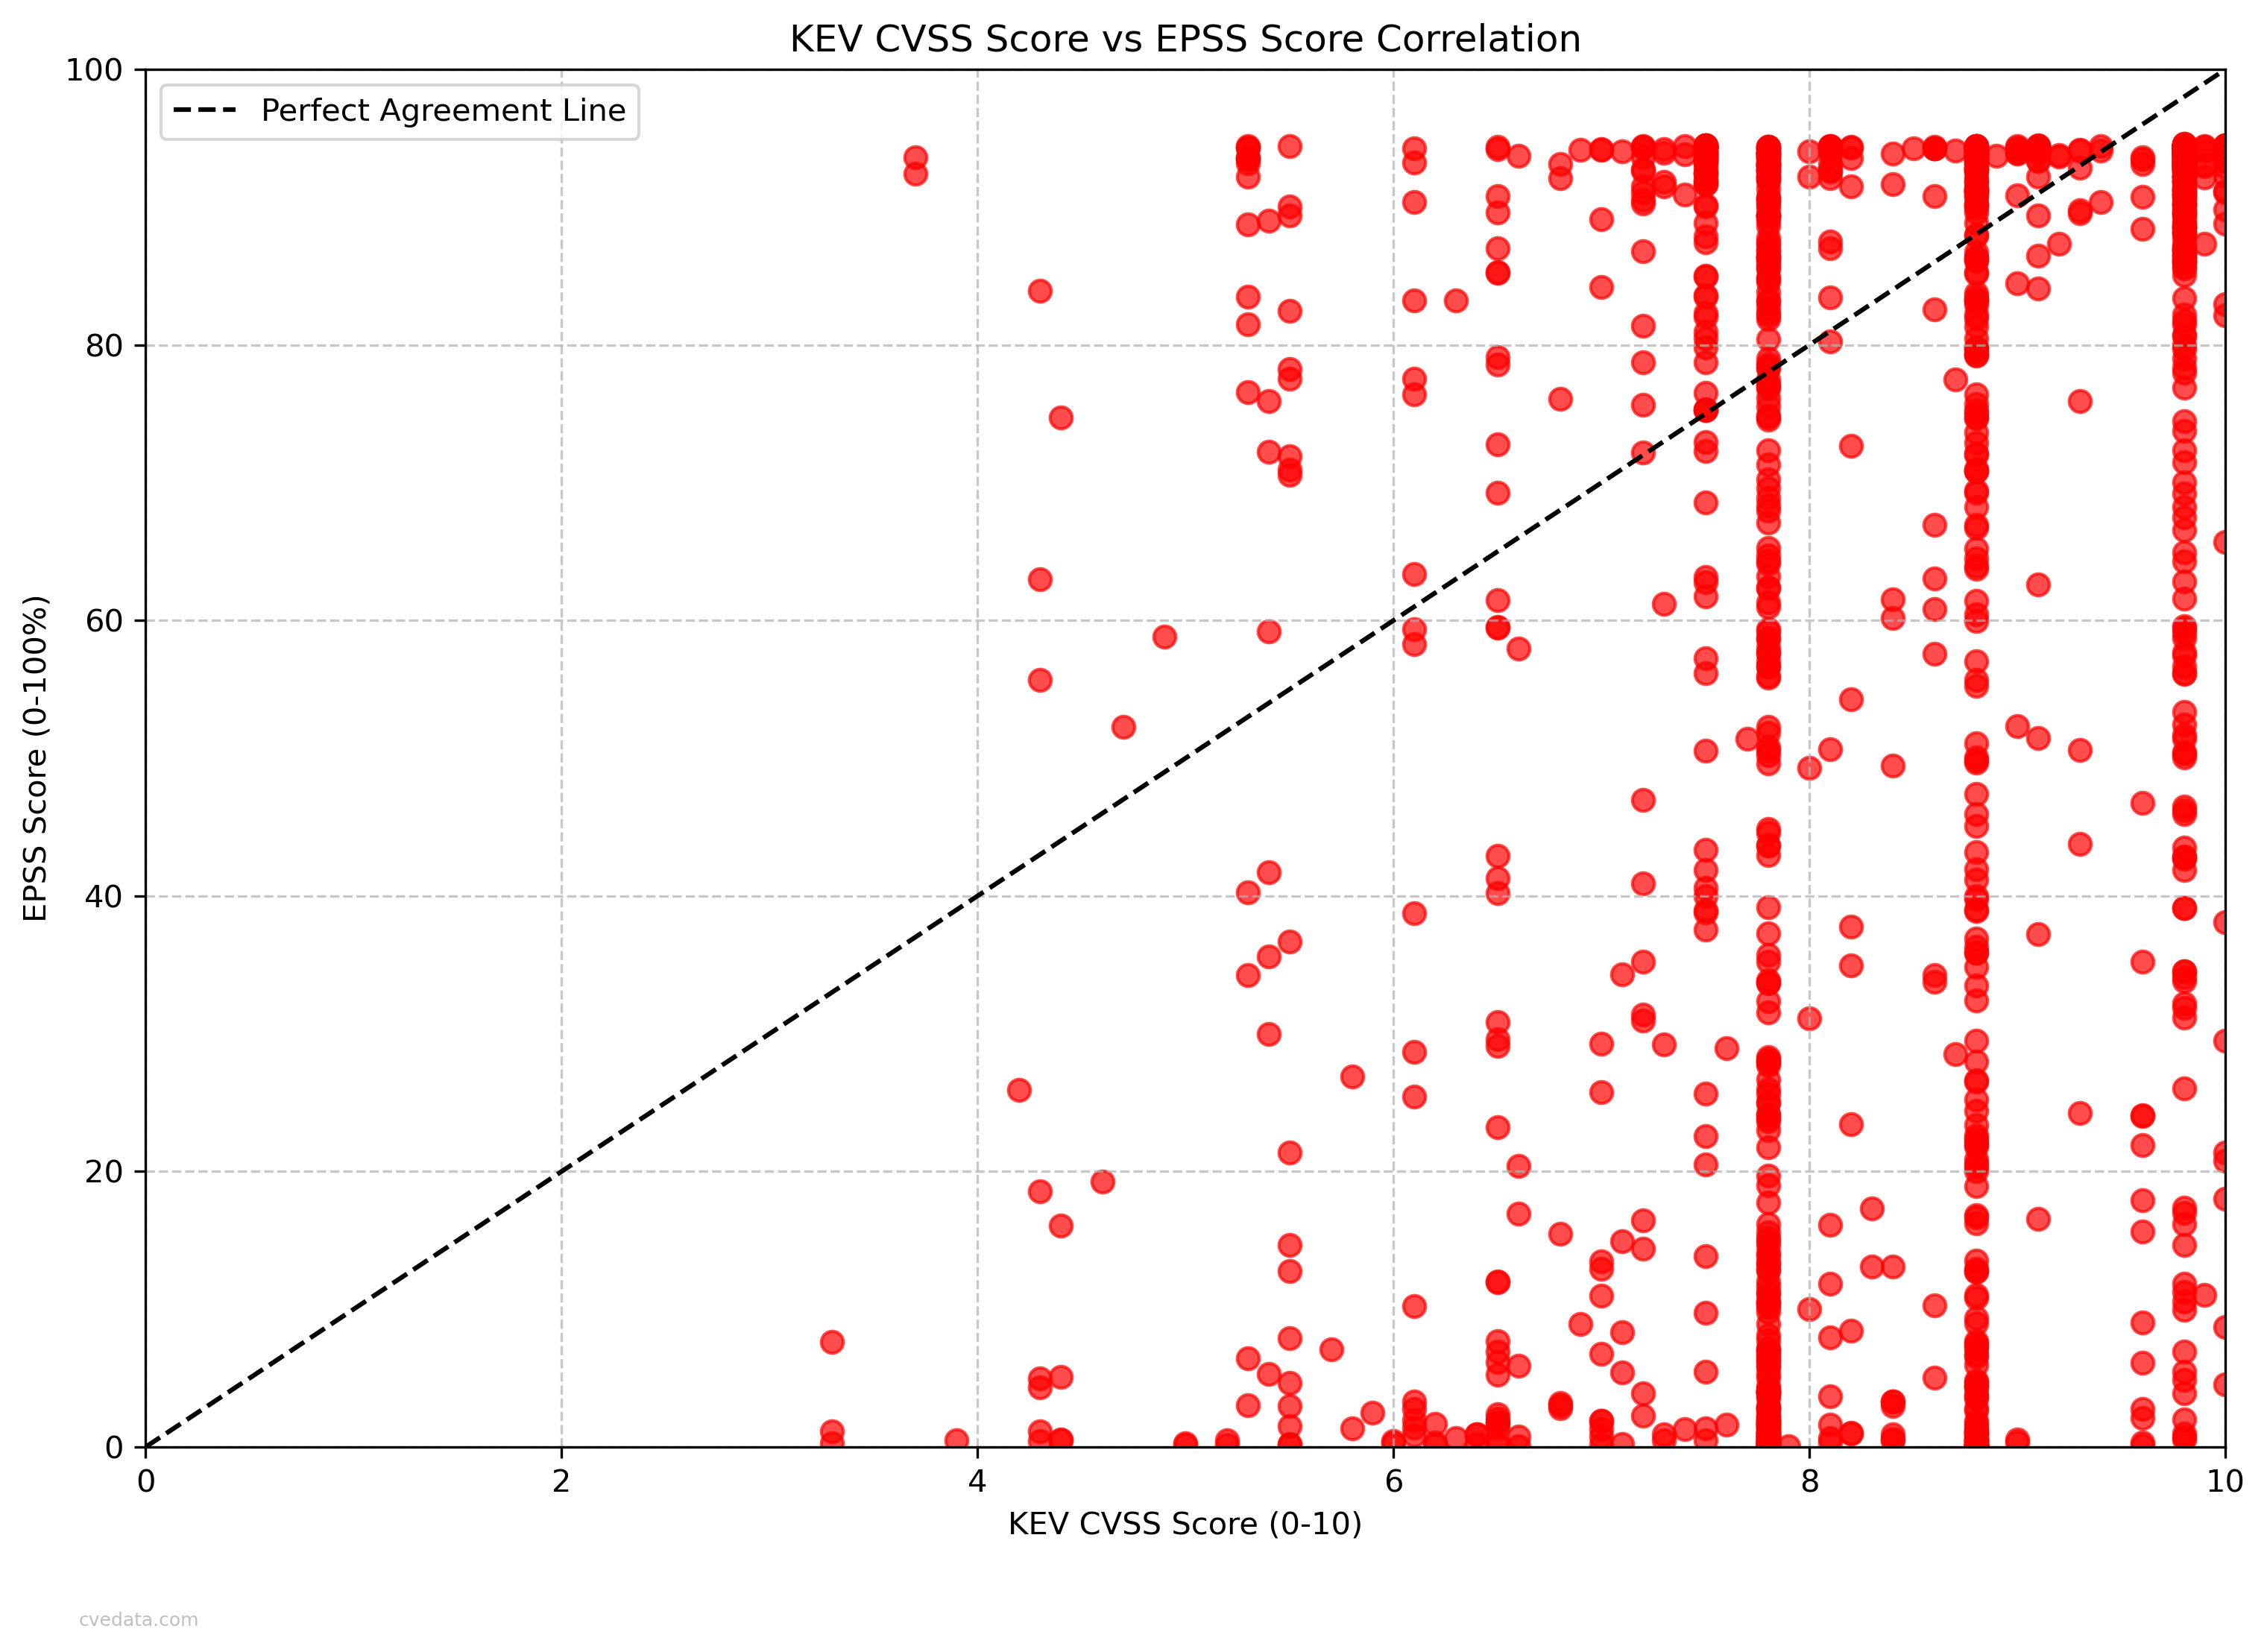 KEV CVSS Score vs EPSS Score Correlation
Perfect Agreement Line
EPSS Score (0-100%)
100
80
60
40
20
0
0 2 4 6 8 10
KEV CVSS Score (0-10)
cvedata.com